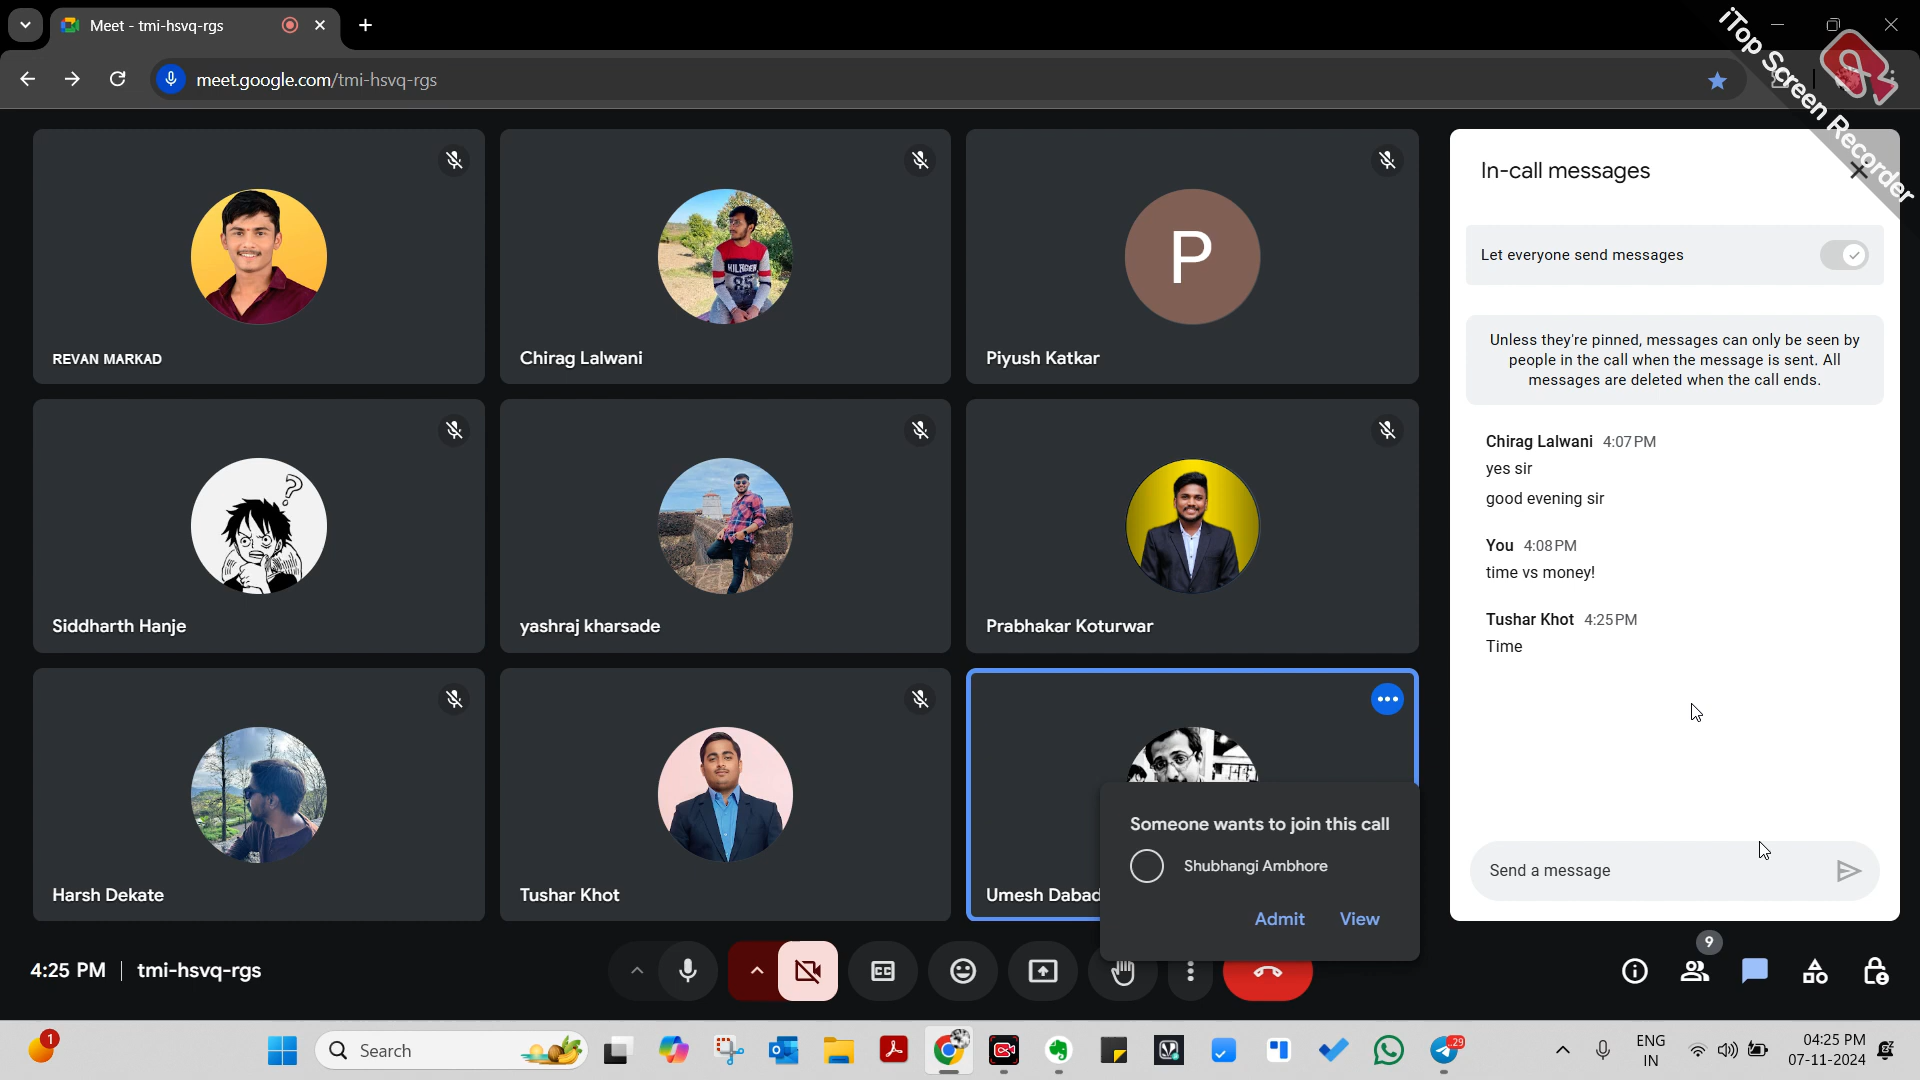 Meet - tmi-hsvq-rgs
meet.google.com/tmi-hsvq-rgs
iTop Screen Recorder
REVAN MARKAD
Chirag Lalwani
P
Piyush Katkar
Siddharth Hanje
yashraj kharsade
Prabhakar Koturwar
Harsh Dekate
Tushar Khot
Umesh Dabad
Someone wants to join this call
Shubhangi Ambhore
Admit View
In-call messages
Let everyone send messages
Unless they're pinned, messages can only be seen by
people in the call when the message is sent. All
messages are deleted when the call ends.
Chirag Lalwani 4:07 PM
yes sir
good evening sir
You 4:08 PM
time vs money!
Tushar Khot 4:25 PM
Time
Send a message
4:25 PM | tmi-hsvq-rgs
9
1
Search
29
ENG
IN
04:25 PM
07-11-2024